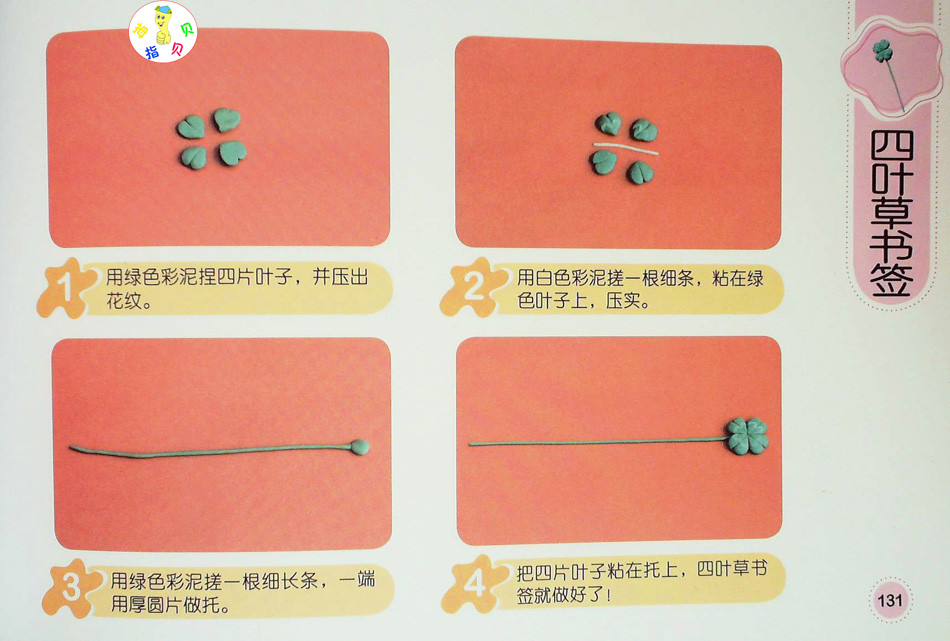 拇指贝贝
四叶草书签
1 用绿色彩泥捏四片叶子，并压出
花纹。
2 用白色彩泥搓一根细条，粘在绿
色叶子上，压实。
3 用绿色彩泥搓一根细长条，一端
用厚圆片做托。
4 把四片叶子粘在托上，四叶草书
签就做好了！
131